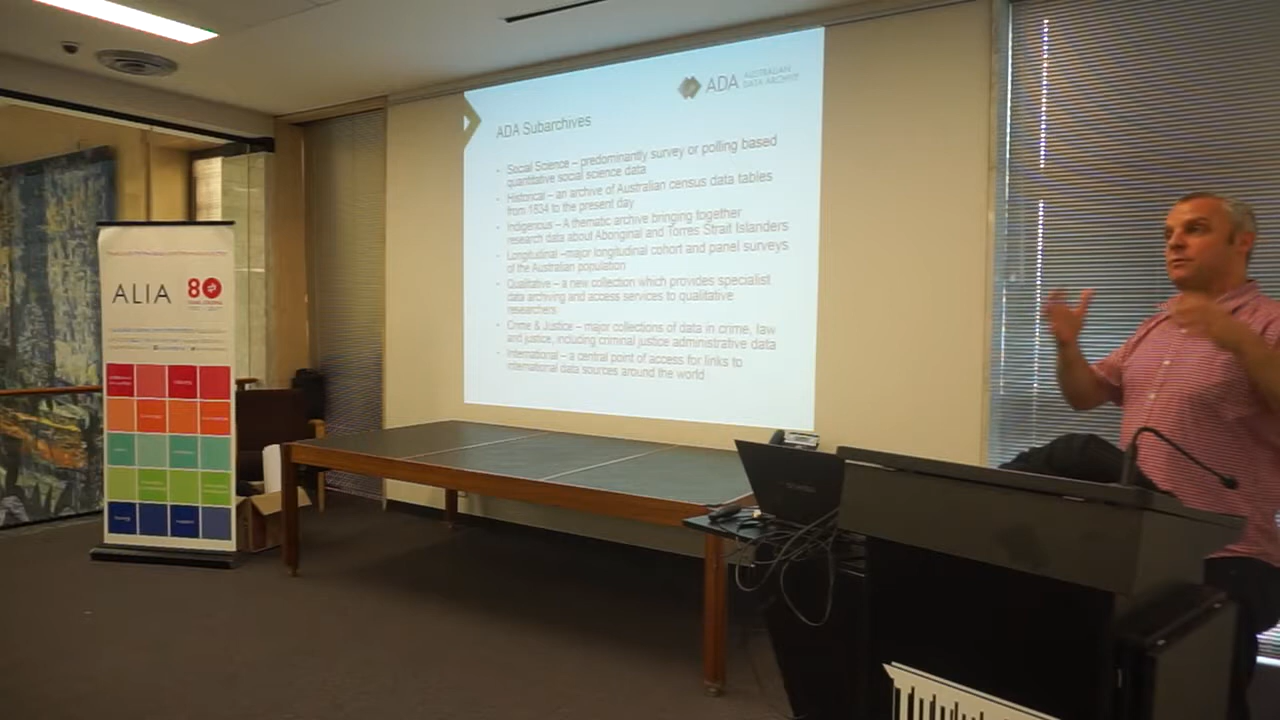 ADA AUSTRALIAN
DATA ARCHIVE
ADA Subarchives
- Social Science – predominantly survey or polling based
quantitative social science data
- Historical – an archive of Australian census data tables
from 1834 to the present day
- Indigenous – A thematic archive bringing together
research data about Aboriginal and Torres Strait Islanders
- Longitudinal –major longitudinal cohort and panel surveys
of the Australian population
- Qualitative – a new collection which provides specialist
data archiving and access services to qualitative
researchers
- Crime & Justice – major collections of data in crime, law
and justice, including criminal justice administrative data
- International – a central point of access for links to
international data sources around the world
ALIA 80